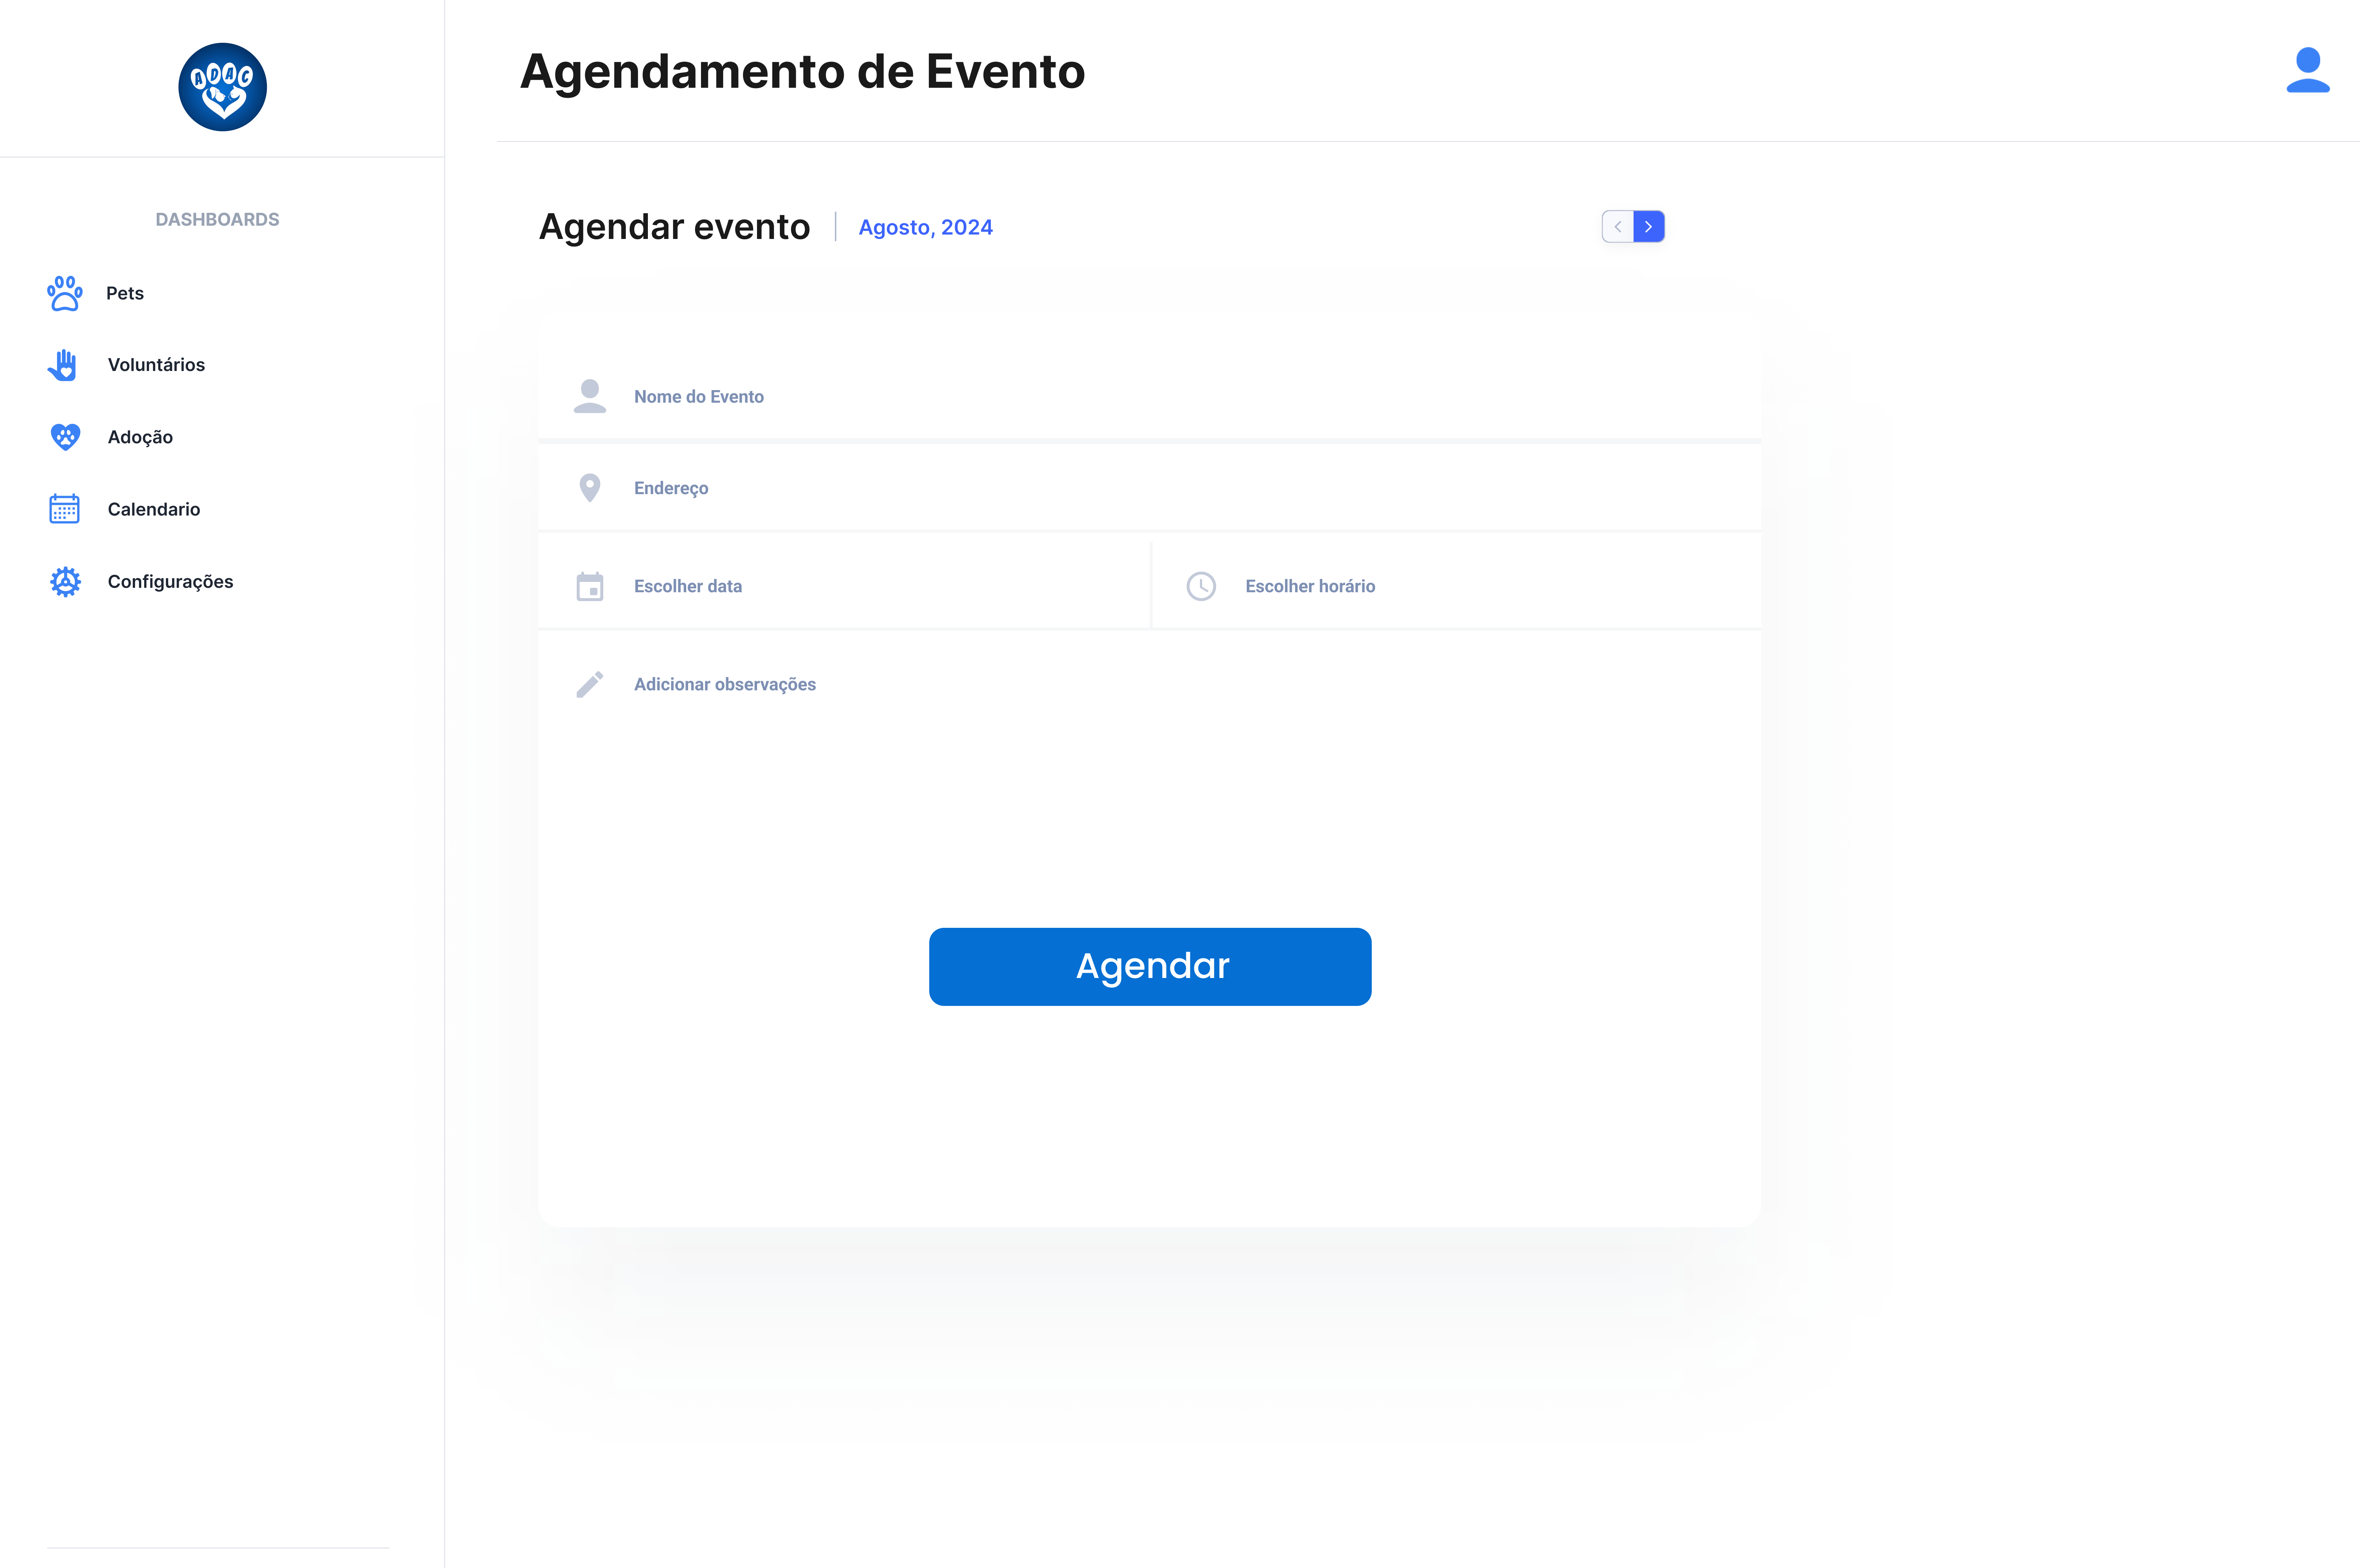 ADAC
Agendamento de Evento
DASHBOARDS
Pets
Voluntários
Adoção
Calendario
Configurações
Agendar evento
Agosto, 2024
Nome do Evento
Endereço
Escolher data
Escolher horário
Adicionar observações
Agendar